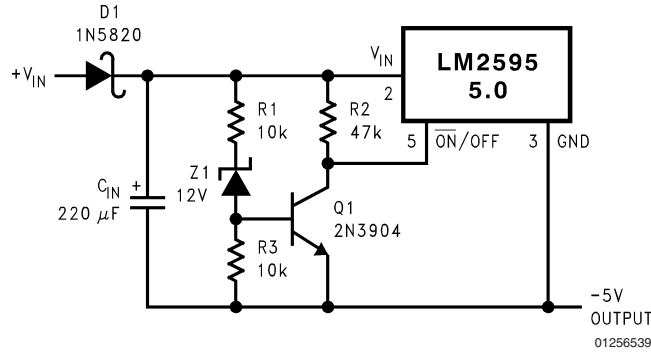 D1
1N5820
+VIN
VIN
2
LM2595
5.0
R1
10k
R2
47k
5
ON/OFF
3
GND
Z1
12V
CIN
+
220 μF
Q1
2N3904
R3
10k
-5V
OUTPUT
01256539